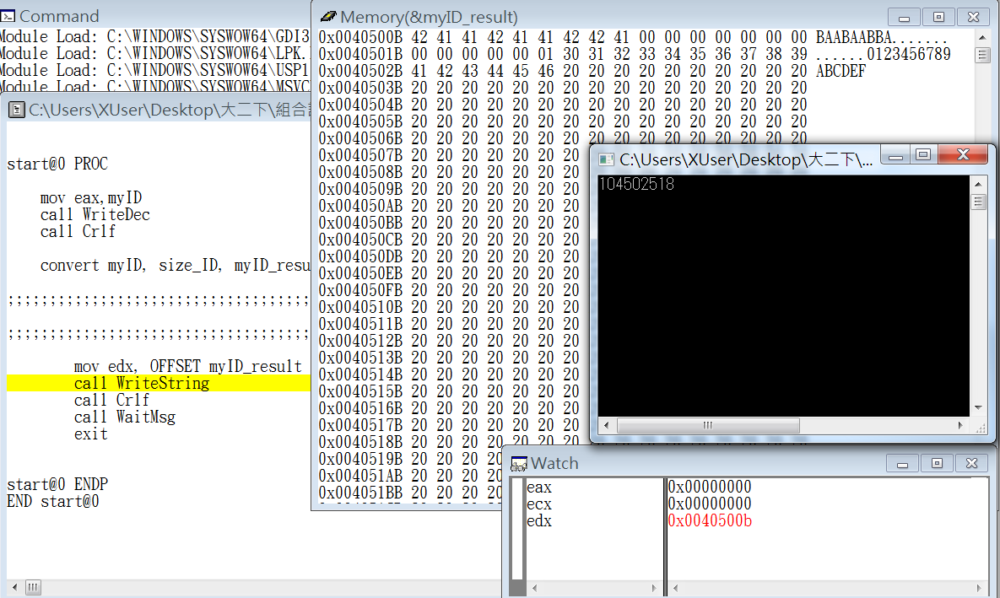 Command
Module Load: C:\WINDOWS\SYSWOW64\GDI3
Module Load: C:\WINDOWS\SYSWOW64\LPK.
Module Load: C:\WINDOWS\SYSWOW64\USP1
Module Load: C:\WINDOWS\SYSWOW64\MSVC
C:\Users\XUser\Desktop\大二下\組合
start@0 PROC
mov eax,myID
call WriteDec
call Crlf
convert myID, size_ID, myID_resu
;;;;;;;;;;;;;;;;;;;;;;;;;;;;;;;;;;;;
;;;;;;;;;;;;;;;;;;;;;;;;;;;;;;;;;;;;
mov edx, OFFSET myID_result
call WriteString
call Crlf
call WaitMsg
exit
start@0 ENDP
END start@0
Memory(&myID_result)
0x0040500B 42 41 41 42 41 41 42 42 41 00 00 00 00 00 00 00 BAABAABBA.......
0x0040501B 00 00 00 00 00 01 30 31 32 33 34 35 36 37 38 39 ......0123456789
0x0040502B 41 42 43 44 45 46 20 20 20 20 20 20 20 20 20 20 ABCDEF
0x0040503B 20 20 20 20 20 20 20 20 20 20 20 20 20 20 20 20
0x0040504B 20 20 20 20 20 20 20 20 20 20 20 20 20 20 20 20
0x0040505B 20 20 20 20 20 20 20 20 20 20 20 20 20 20 20 20
0x0040506B 20 20 20 20 20 20 20 20 20 20 20 20 20 20 20 20
0x0040507B 20 20 20 20 20 20 20
0x0040508B 20 20 20 20 20 20 20
0x0040509B 20 20 20 20 20 20 20
0x004050AB 20 20 20 20 20 20 20
0x004050BB 20 20 20 20 20 20 20
0x004050CB 20 20 20 20 20 20 20
0x004050DB 20 20 20 20 20 20 20
0x004050EB 20 20 20 20 20 20 20
0x004050FB 20 20 20 20 20 20 20
0x0040510B 20 20 20 20 20 20 20
0x0040511B 20 20 20 20 20 20 20
0x0040512B 20 20 20 20 20 20 20
0x0040513B 20 20 20 20 20 20 20
0x0040514B 20 20 20 20 20 20 20
0x0040515B 20 20 20 20 20 20 20
0x0040516B 20 20 20 20 20 20 20
0x0040517B 20 20 20 20 20 20 20
0x0040518B 20 20 20 20 20 20 20 20 20 20 20 20 20 20 20 20
0x0040519B 20 20 20 20
0x004051AB 20 20 20 20
0x004051BB 20 20 20 20
C:\Users\XUser\Desktop\大二下\...
104502518
Watch
eax 0x00000000
ecx 0x00000000
edx 0x0040500b